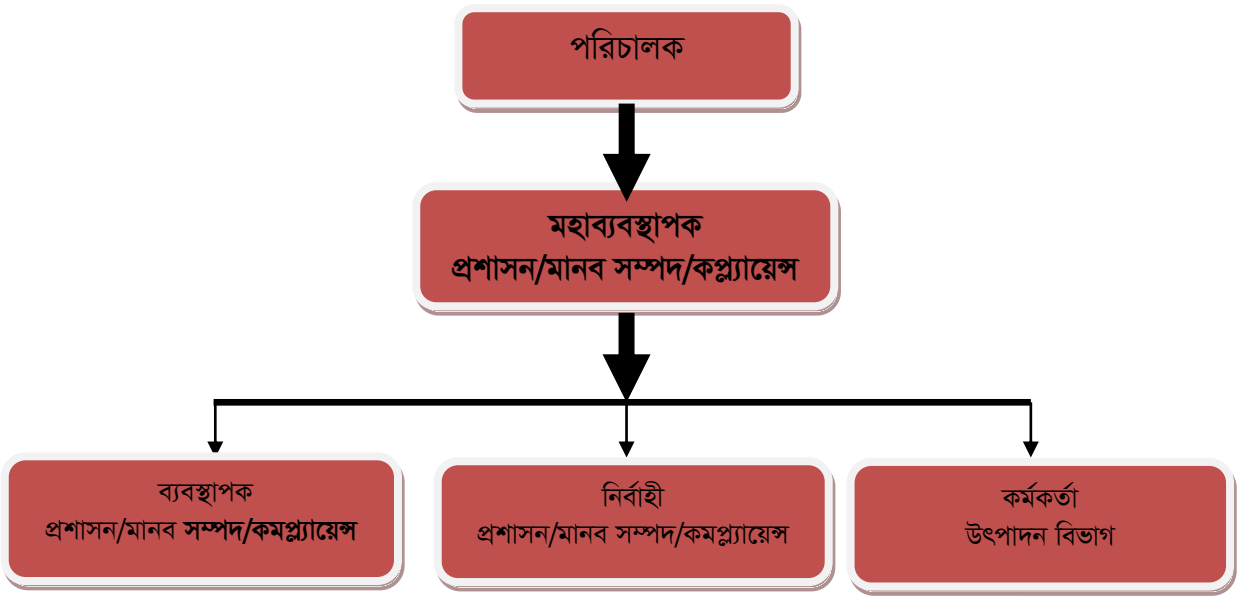 পরিচালক
মহাব্যবস্থাপক
প্রশাসন/মানব সম্পদ/কপ্ল্যায়েন্স
ব্যবস্থাপক
প্রশাসন/মানব সম্পদ/কমপ্ল্যায়েন্স
নির্বাহী
প্রশাসন/মানব সম্পদ/কমপ্ল্যায়েন্স
কর্মকর্তা
উৎপাদন বিভাগ